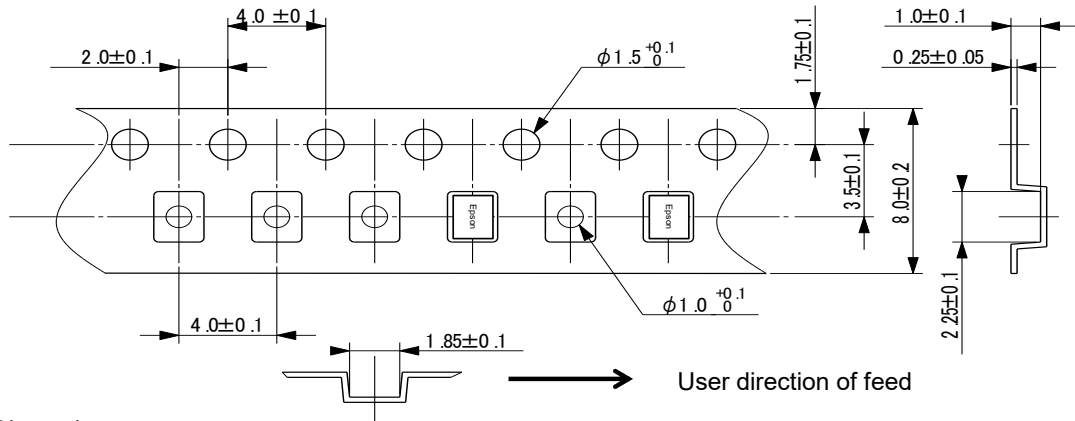 4.0 ±0.1
2.0±0.1
φ1.5 +0.1 0
1.75±0.1
1.0±0.1
0.25±0.05
3.5±0.1
8.0±0.2
2.25±0.1
Epson
Epson
φ1.0 +0.1 0
4.0±0.1
1.85±0.1
User direction of feed